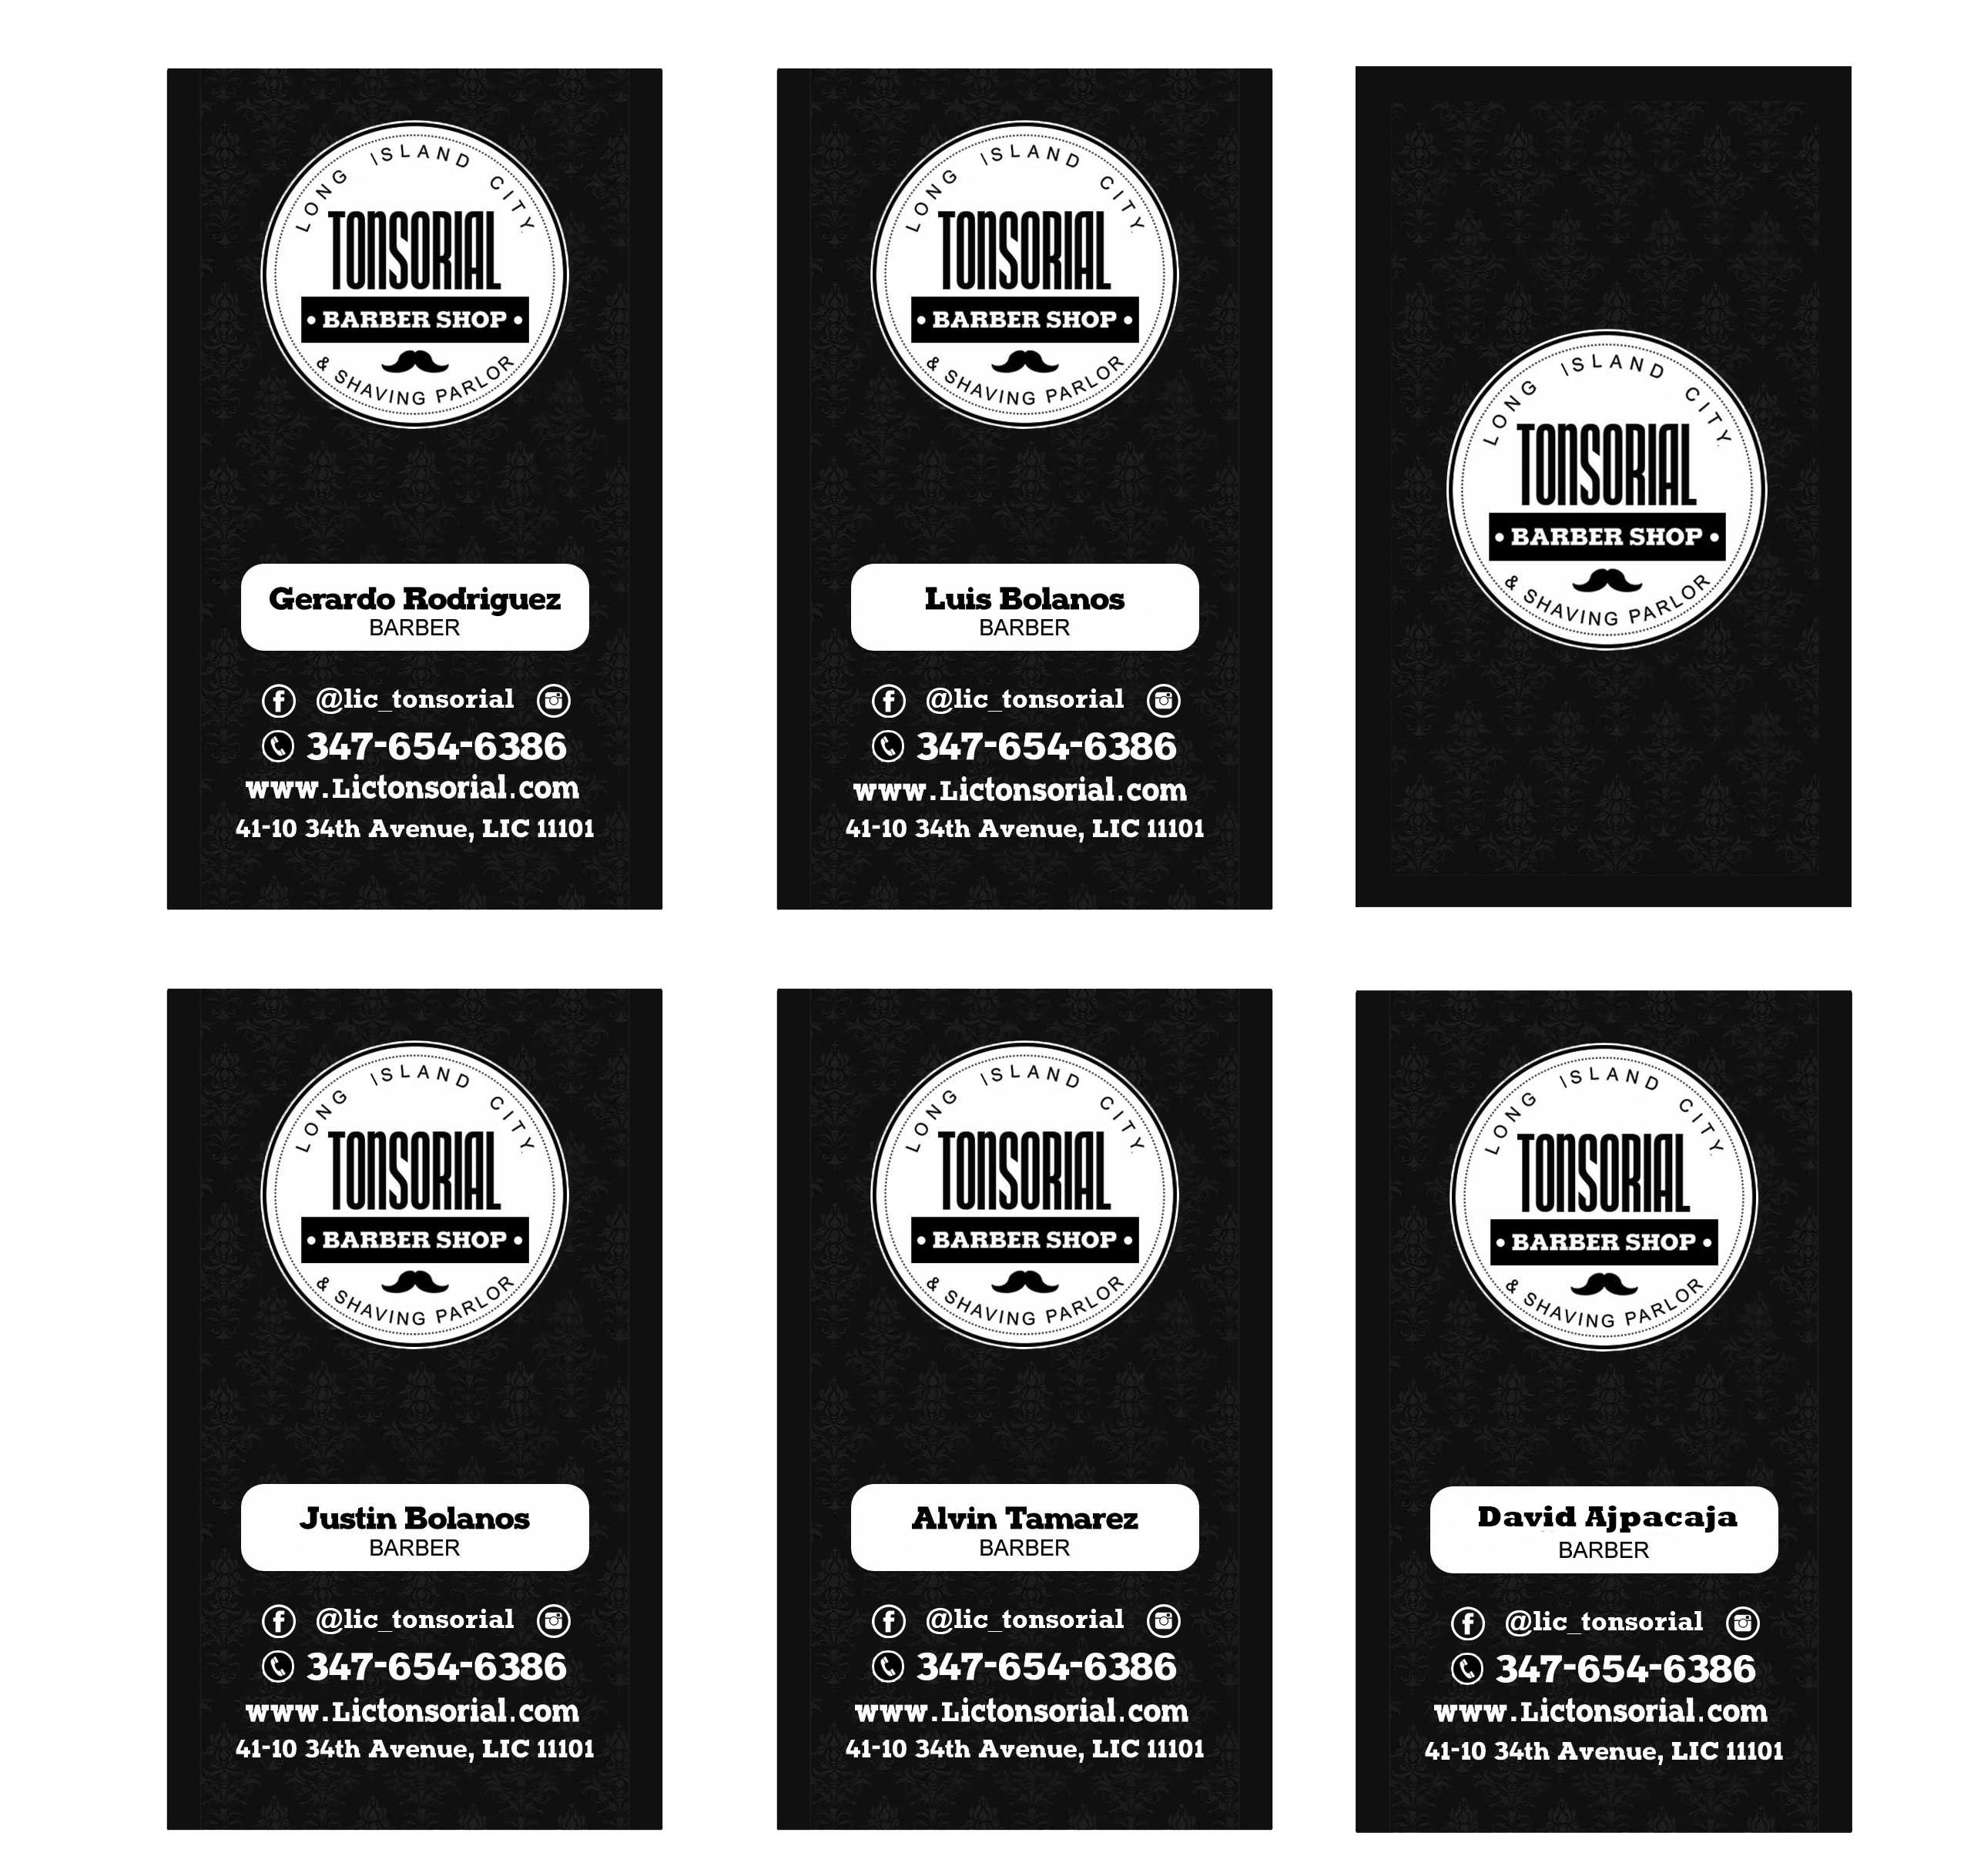 LONG ISLAND CITY
TONSORIAL
• BARBER SHOP •
& SHAVING PARLOR
Gerardo Rodriguez
BARBER
@lic_tonsorial
347-654-6386
www.Lictonsorial.com
41-10 34th Avenue, LIC 11101
LONG ISLAND CITY
TONSORIAL
• BARBER SHOP •
& SHAVING PARLOR
Luis Bolanos
BARBER
@lic_tonsorial
347-654-6386
www.Lictonsorial.com
41-10 34th Avenue, LIC 11101
LONG ISLAND CITY
TONSORIAL
• BARBER SHOP •
& SHAVING PARLOR
LONG ISLAND CITY
TONSORIAL
• BARBER SHOP •
& SHAVING PARLOR
Justin Bolanos
BARBER
@lic_tonsorial
347-654-6386
www.Lictonsorial.com
41-10 34th Avenue, LIC 11101
LONG ISLAND CITY
TONSORIAL
• BARBER SHOP •
& SHAVING PARLOR
Alvin Tamarez
BARBER
@lic_tonsorial
347-654-6386
www.Lictonsorial.com
41-10 34th Avenue, LIC 11101
LONG ISLAND CITY
TONSORIAL
• BARBER SHOP •
& SHAVING PARLOR
David Ajpacaja
BARBER
@lic_tonsorial
347-654-6386
www.Lictonsorial.com
41-10 34th Avenue, LIC 11101